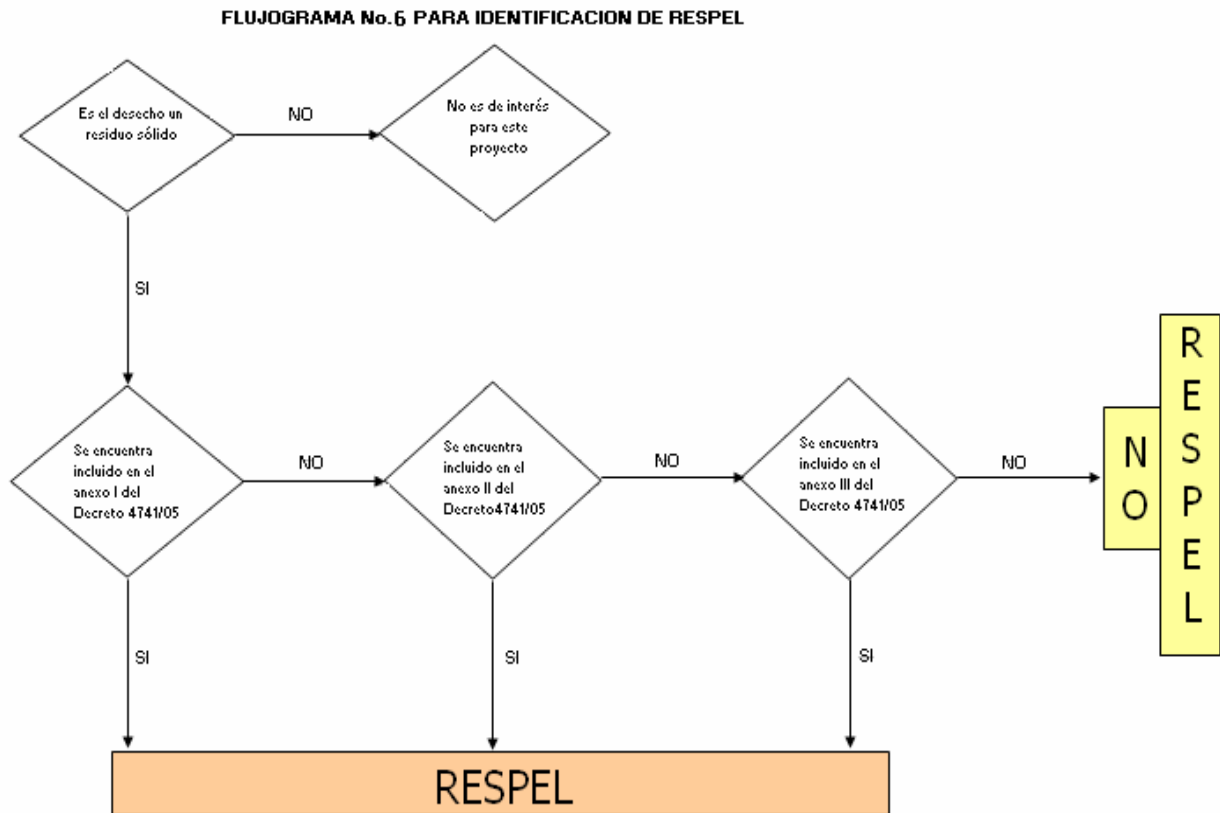 FLUJOGRAMA No.6 PARA IDENTIFICACION DE RESPEL
Es el desecho un
residuo sólido
NO
No es de interés
para este
proyecto
SI
Se encuentra
incluido en el
anexo I del
Decreto 4741/05
NO
Se encuentra
incluido en el
anexo II del
Decreto4741/05
NO
Se encuentra
incluido en el
anexo III del
Decreto 4741/05
NO
NO
RESPEL
SI
SI
SI
RESPEL